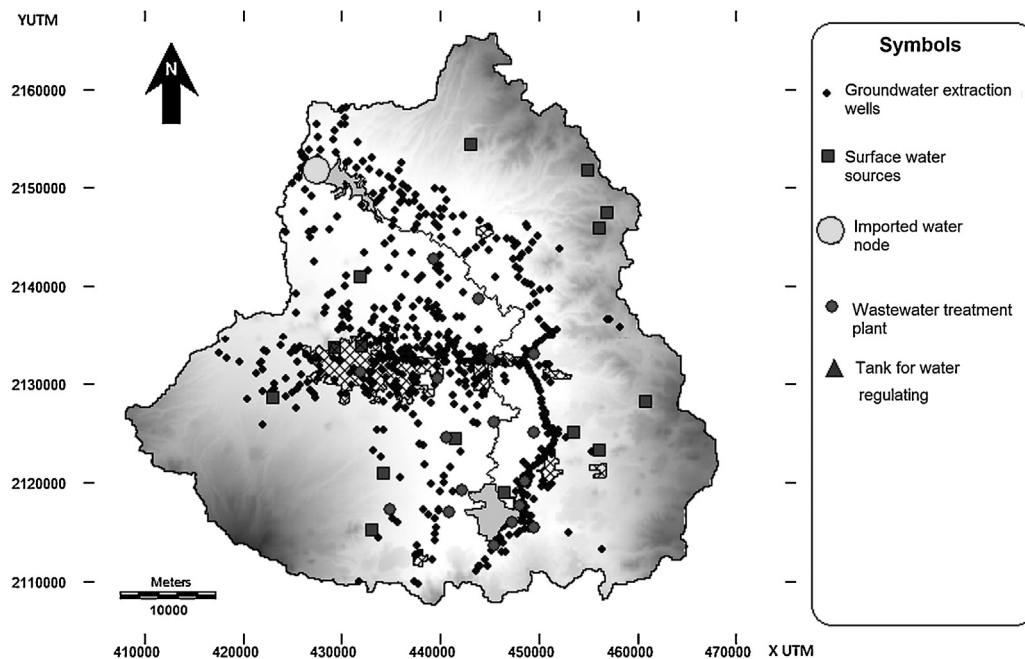 YUTM
Symbols
N
2160000
Groundwater extraction
wells
2150000
Surface water
sources
Imported water
node
2140000
Wastewater treatment
plant
2130000
Tank for water
regulating
2120000
2110000
Meters
10000
410000 420000 430000 440000 450000 460000 470000
X UTM